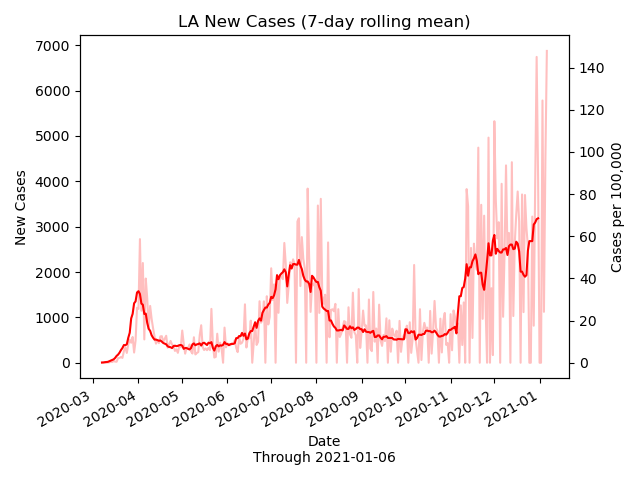 LA New Cases (7-day rolling mean)
7000
6000
5000
4000
3000
2000
1000
0
New Cases
140
120
100
80
60
40
20
0
Cases per 100,000
2020-03 2020-04 2020-05 2020-06 2020-07 2020-08 2020-09 2020-10 2020-11 2020-12 2021-01
Date
Through 2021-01-06